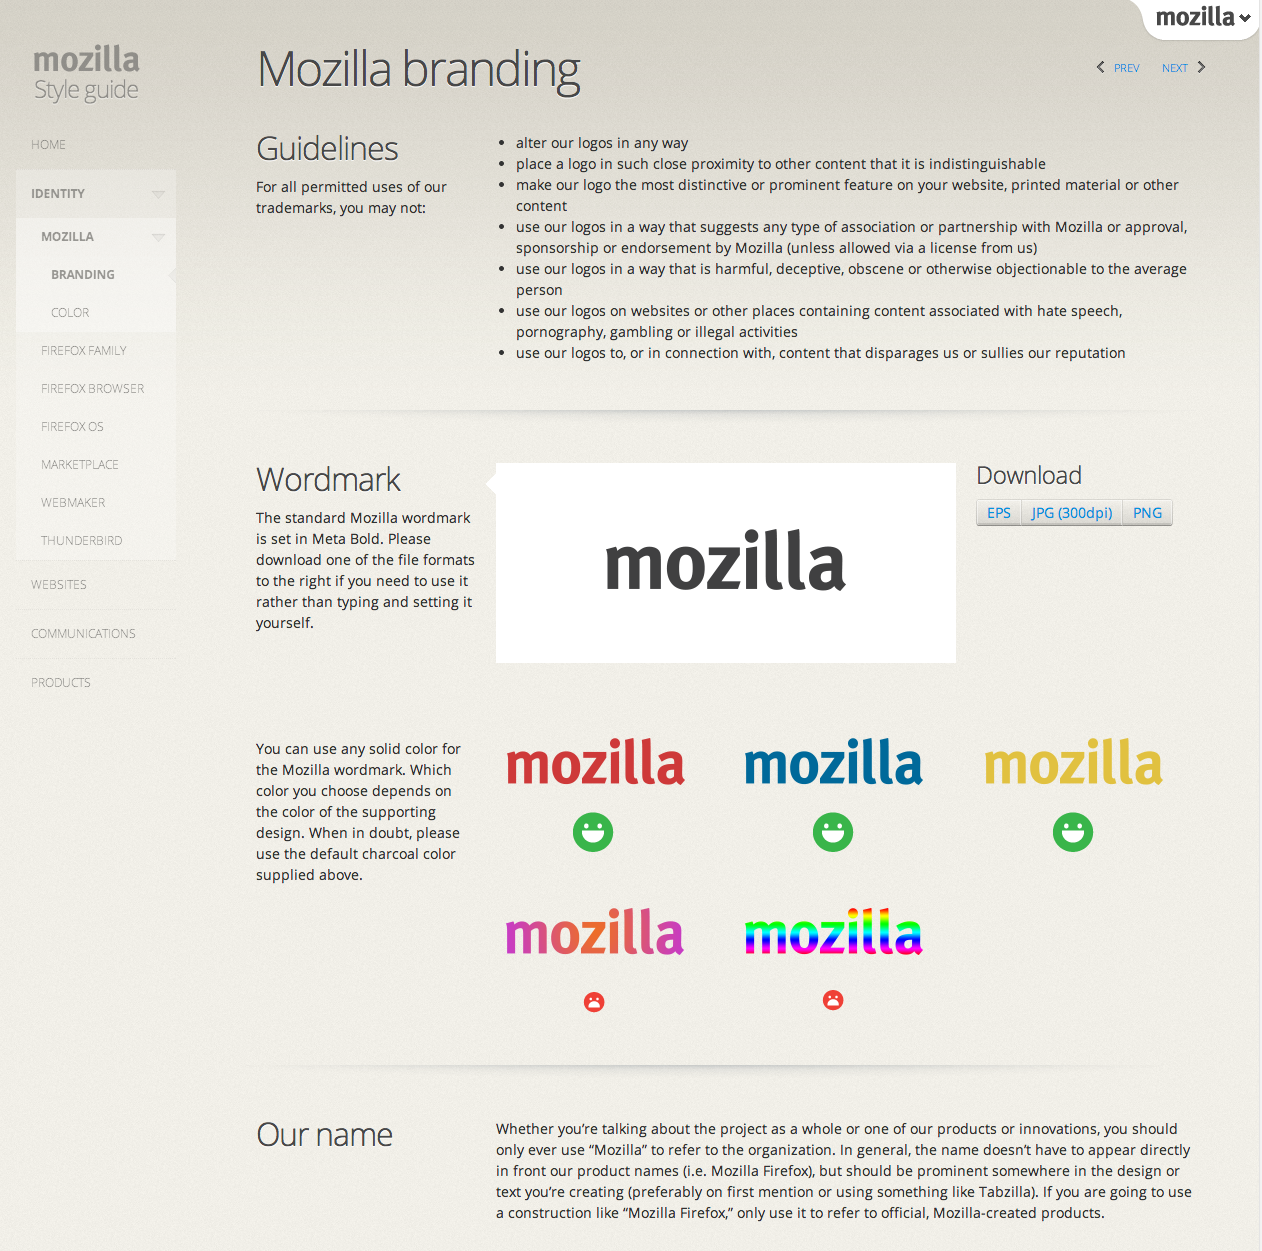 mozilla
mozilla
Style guide
Mozilla branding
PREV
NEXT
HOME
IDENTITY
MOZILLA
BRANDING
COLOR
FIREFOX FAMILY
FIREFOX BROWSER
FIREFOX OS
MARKETPLACE
WEBMAKER
THUNDERBIRD
WEBSITES
COMMUNICATIONS
PRODUCTS
Guidelines
For all permitted uses of our
trademarks, you may not:
• alter our logos in any way
• place a logo in such close proximity to other content that it is indistinguishable
• make our logo the most distinctive or prominent feature on your website, printed material or other
content
• use our logos in a way that suggests any type of association or partnership with Mozilla or approval,
sponsorship or endorsement by Mozilla (unless allowed via a license from us)
• use our logos in a way that is harmful, deceptive, obscene or otherwise objectionable to the average
person
• use our logos on websites or other places containing content associated with hate speech,
pornography, gambling or illegal activities
• use our logos to, or in connection with, content that disparages us or sullies our reputation
Wordmark
The standard Mozilla wordmark
is set in Meta Bold. Please
download one of the file formats
to the right if you need to use it
rather than typing and setting it
yourself.
mozilla
Download
EPS
JPG (300dpi)
PNG
You can use any solid color for
the Mozilla wordmark. Which
color you choose depends on
the color of the supporting
design. When in doubt, please
use the default charcoal color
supplied above.
mozilla
mozilla
mozilla
mozilla
mozilla
Our name
Whether you’re talking about the project as a whole or one of our products or innovations, you should
only ever use “Mozilla” to refer to the organization. In general, the name doesn’t have to appear directly
in front our product names (i.e. Mozilla Firefox), but should be prominent somewhere in the design or
text you’re creating (preferably on first mention or using something like Tabzilla). If you are going to use
a construction like “Mozilla Firefox,” only use it to refer to official, Mozilla-created products.